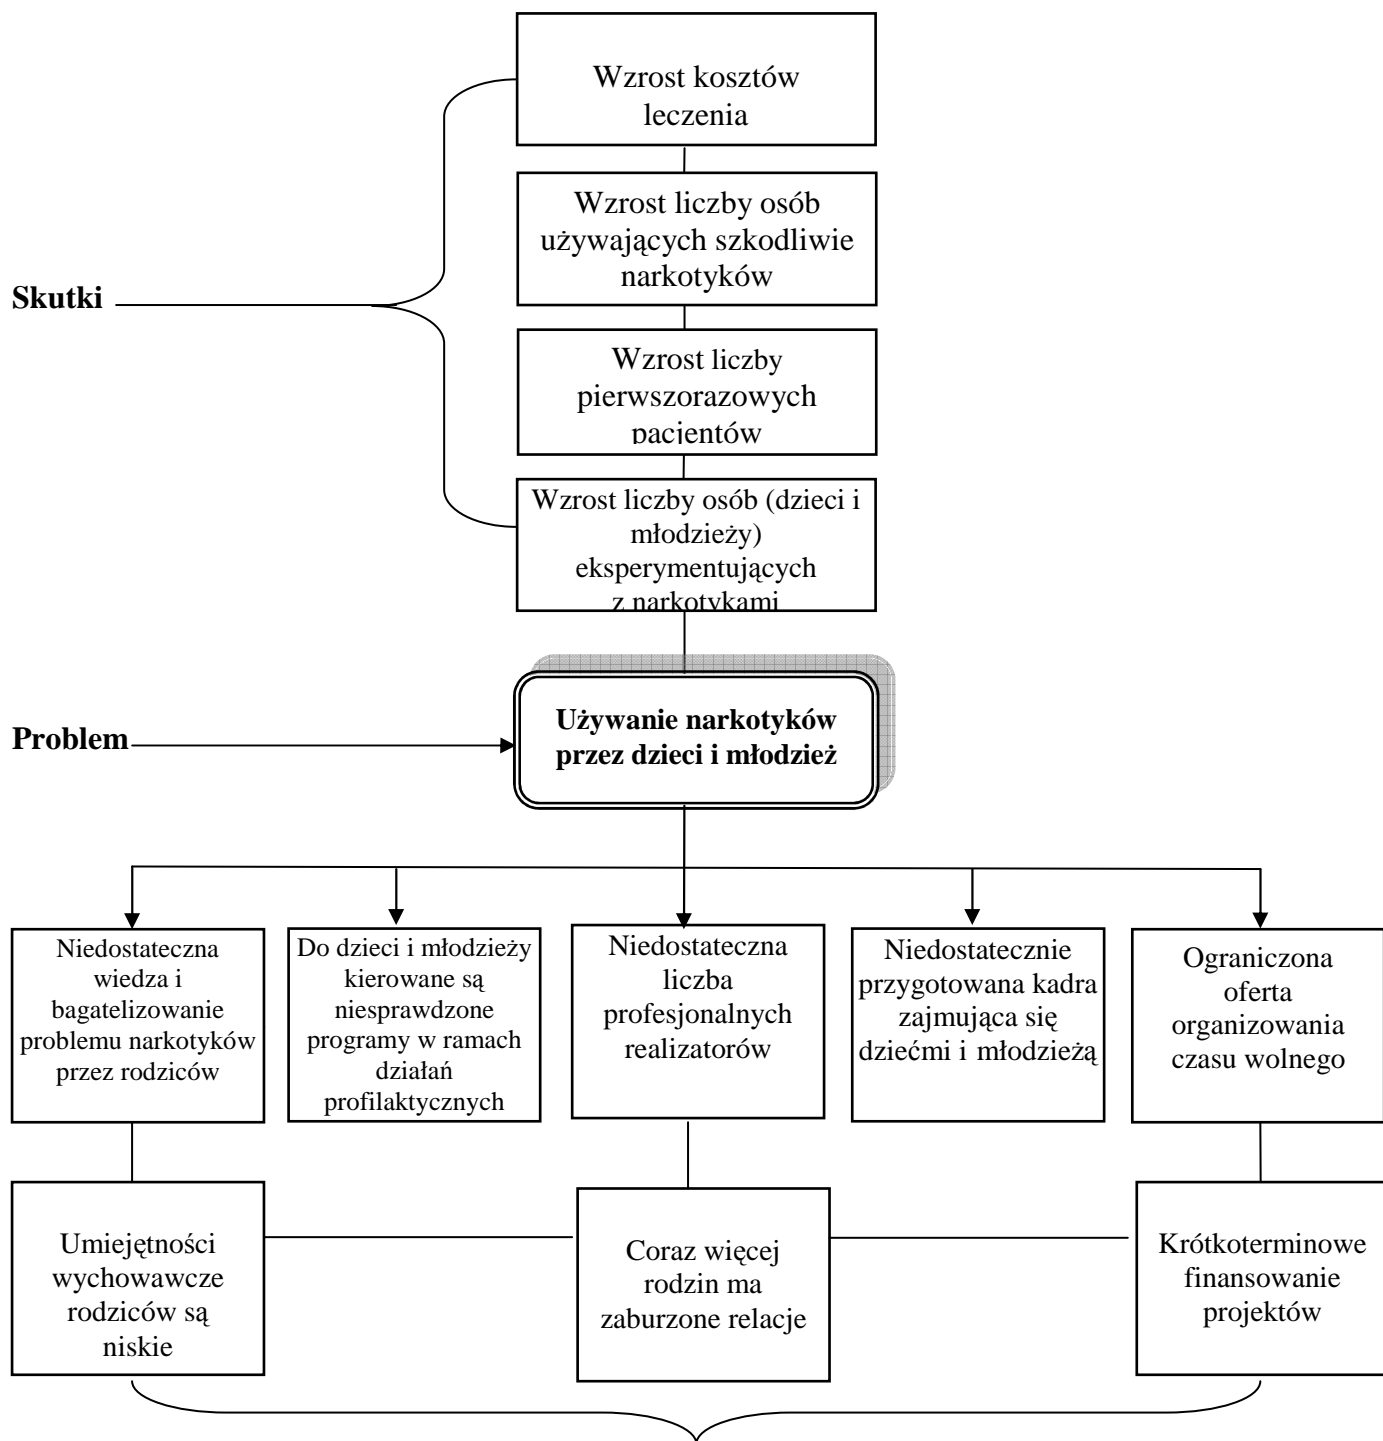 Wzrost kosztów
leczenia
Wzrost liczby osób
używających szkodliwie
narkotyków
Skutki
Wzrost liczby
pierwszorazowych
pacjentów
Wzrost liczby osób (dzieci i
młodzieży)
eksperymentujących
z narkotykami
Problem
Używanie narkotyków
przez dzieci i młodzież
Niedostateczna
wiedza i
bagatelizowanie
problemu narkotyków
przez rodziców
Do dzieci i młodzieży
kierowane są
niesprawdzone
programy w ramach
działań
profilaktycznych
Niedostateczna
liczba
profesjonalnych
realizatorów
Niedostatecznie
przygotowana kadra
zajmująca się
dziećmi i młodzieżą
Ograniczona
oferta
organizowania
czasu wolnego
Umiejętności
wychowawcze
rodziców są
niskie
Coraz więcej
rodzin ma
zaburzone relacje
Krótkoterminowe
finansowanie
projektów